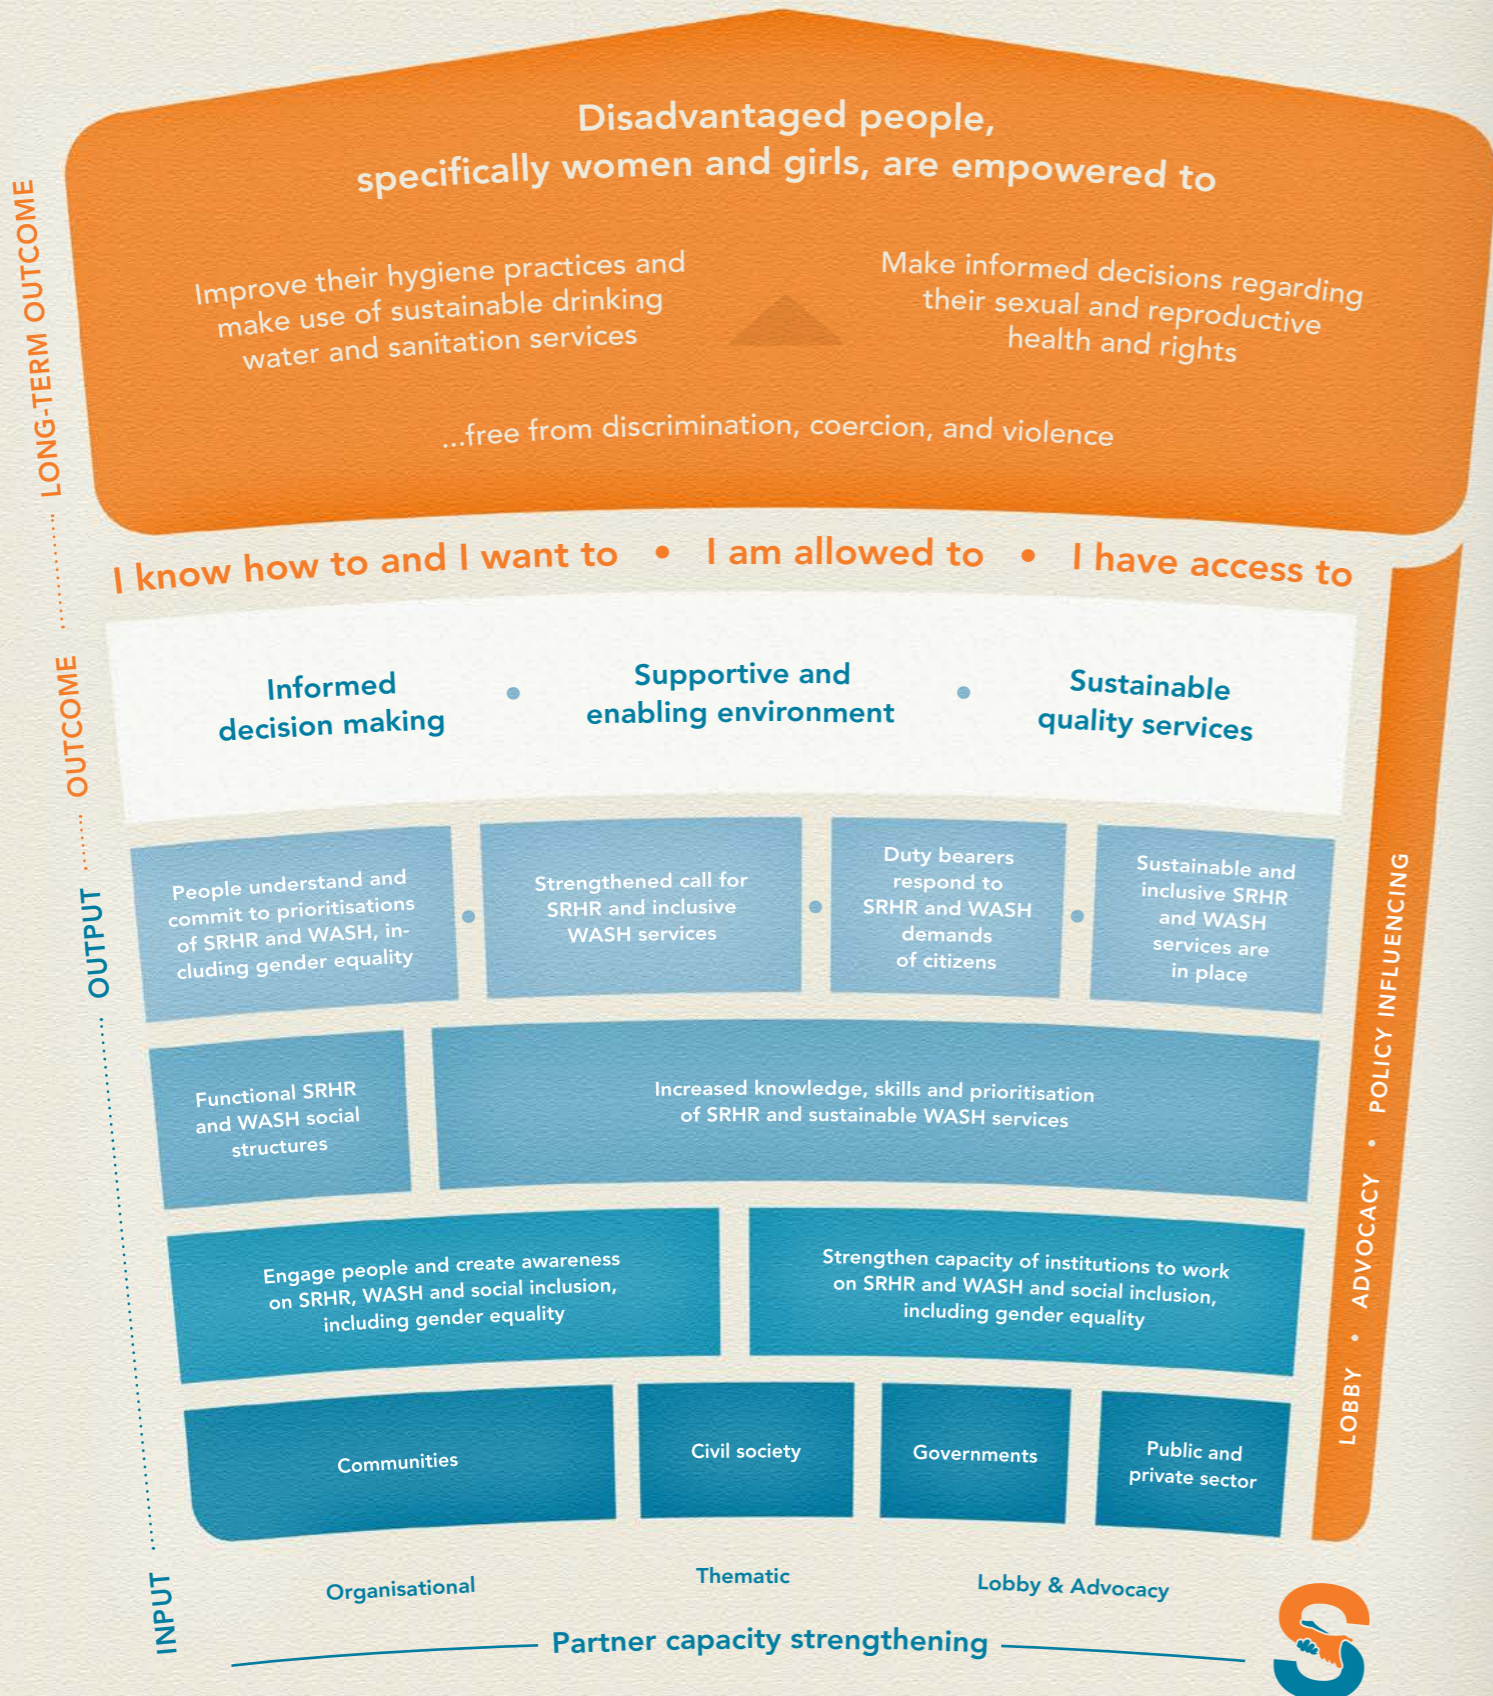 Disadvantaged people,
specifically women and girls, are empowered to
Improve their hygiene practices and
make use of sustainable drinking
water and sanitation services
Make informed decisions regarding
their sexual and reproductive
health and rights
...free from discrimination, coercion, and violence
LONG-TERM OUTCOME
I know how to and I want to • I am allowed to • I have access to
OUTCOME
Informed
decision making
•
Supportive and
enabling environment
•
Sustainable
quality services
OUTPUT
People understand and
commit to prioritisations
of SRHR and WASH, in-
cluding gender equality
•
Strengthened call for
SRHR and inclusive
WASH services
•
Duty bearers
respond to
SRHR and WASH
demands
of citizens
•
Sustainable and
inclusive SRHR
and WASH
services are
in place
Functional SRHR
and WASH social
structures
Increased knowledge, skills and prioritisation
of SRHR and sustainable WASH services
Engage people and create awareness
on SRHR, WASH and social inclusion,
including gender equality
Strengthen capacity of institutions to work
on SRHR and WASH and social inclusion,
including gender equality
Communities
Civil society
Governments
Public and
private sector
LOBBY • ADVOCACY • POLICY INFLUENCING
INPUT
Organisational
Thematic
Lobby & Advocacy
Partner capacity strengthening
S